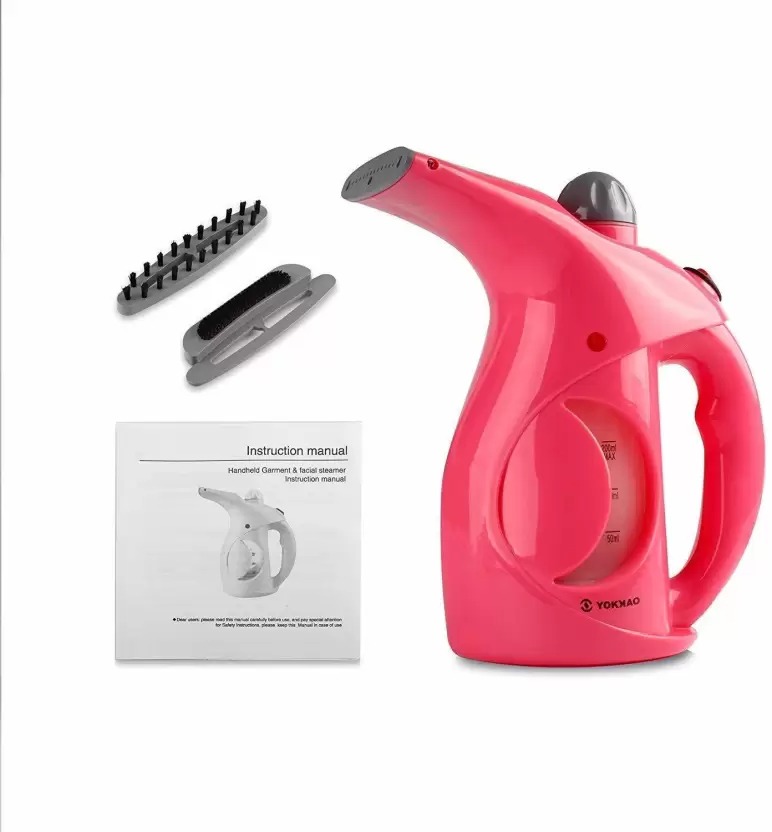 Instruction manual
Handheld Garment & facial steamer
Instruction manual
●Dear users: please read this manual carefully before use, and pay special attention
for Safety Instructions, please keep this Manual in case of use
200ml
MAX
ml
50ml
YOKKAO